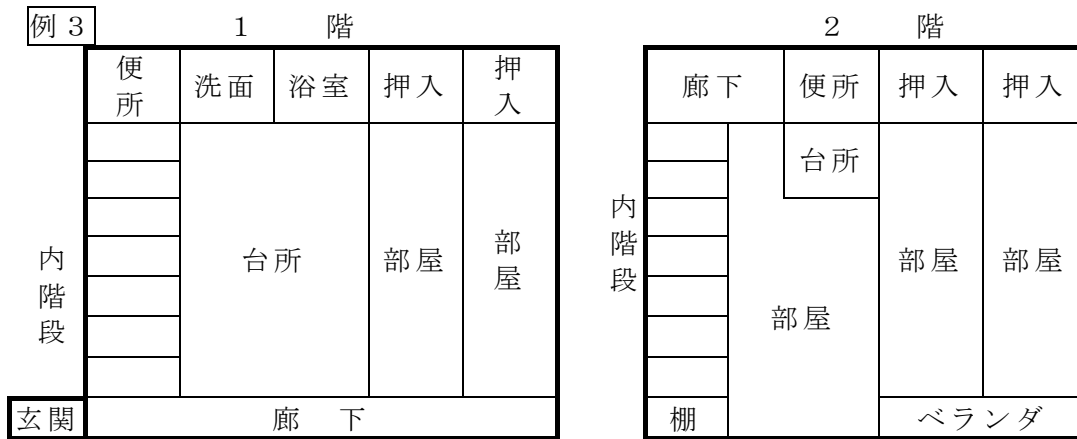 例3
1 階
便所
洗面
浴室
押入
押入
台所
部屋
部屋
内階段
玄関
廊 下
2 階
廊下
便所
押入
押入
台所
内階段
部屋
部屋
部屋
棚
ベランダ